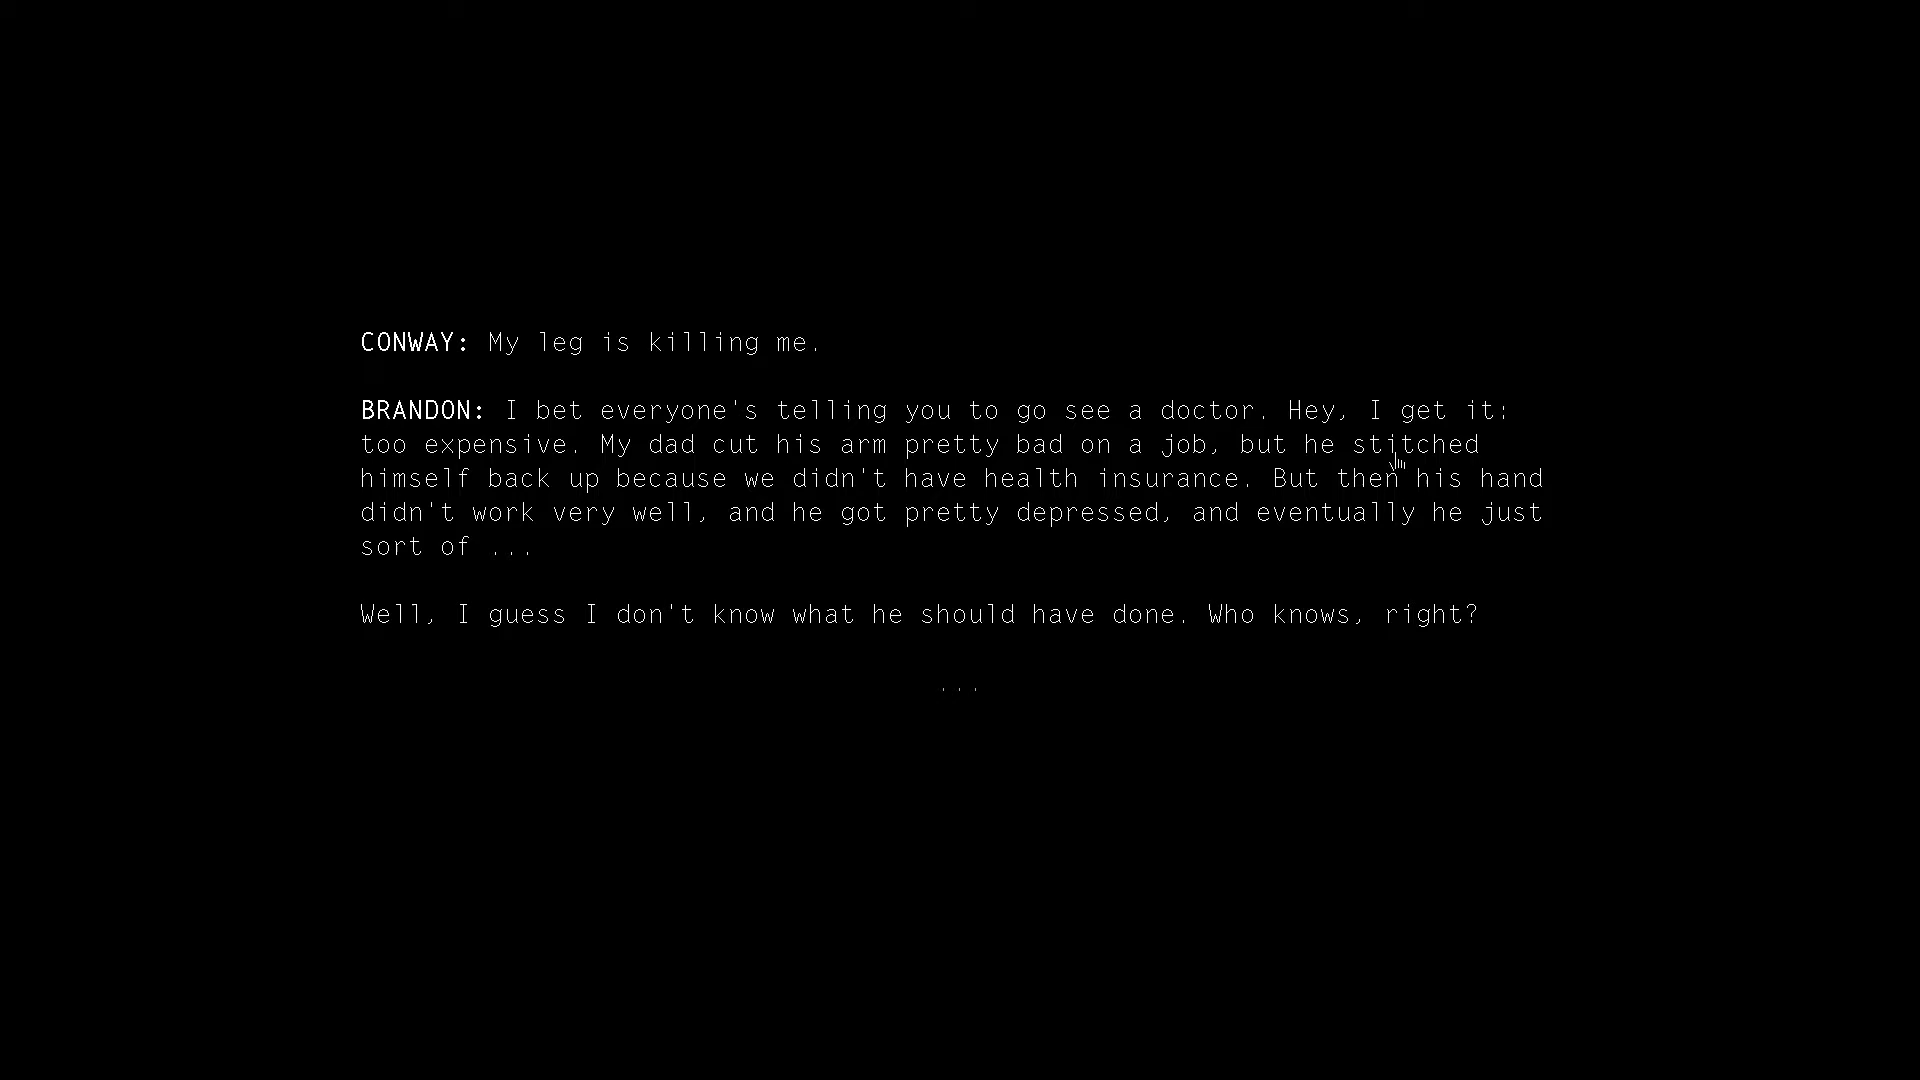 CONWAY: My leg is killing me.
BRANDON: I bet everyone's telling you to go see a doctor. Hey, I get it:
too expensive. My dad cut his arm pretty bad on a job, but he stitched
himself back up because we didn't have health insurance. But then his hand
didn't work very well, and he got pretty depressed, and eventually he just
sort of ...
Well, I guess I don't know what he should have done. Who knows, right?
...